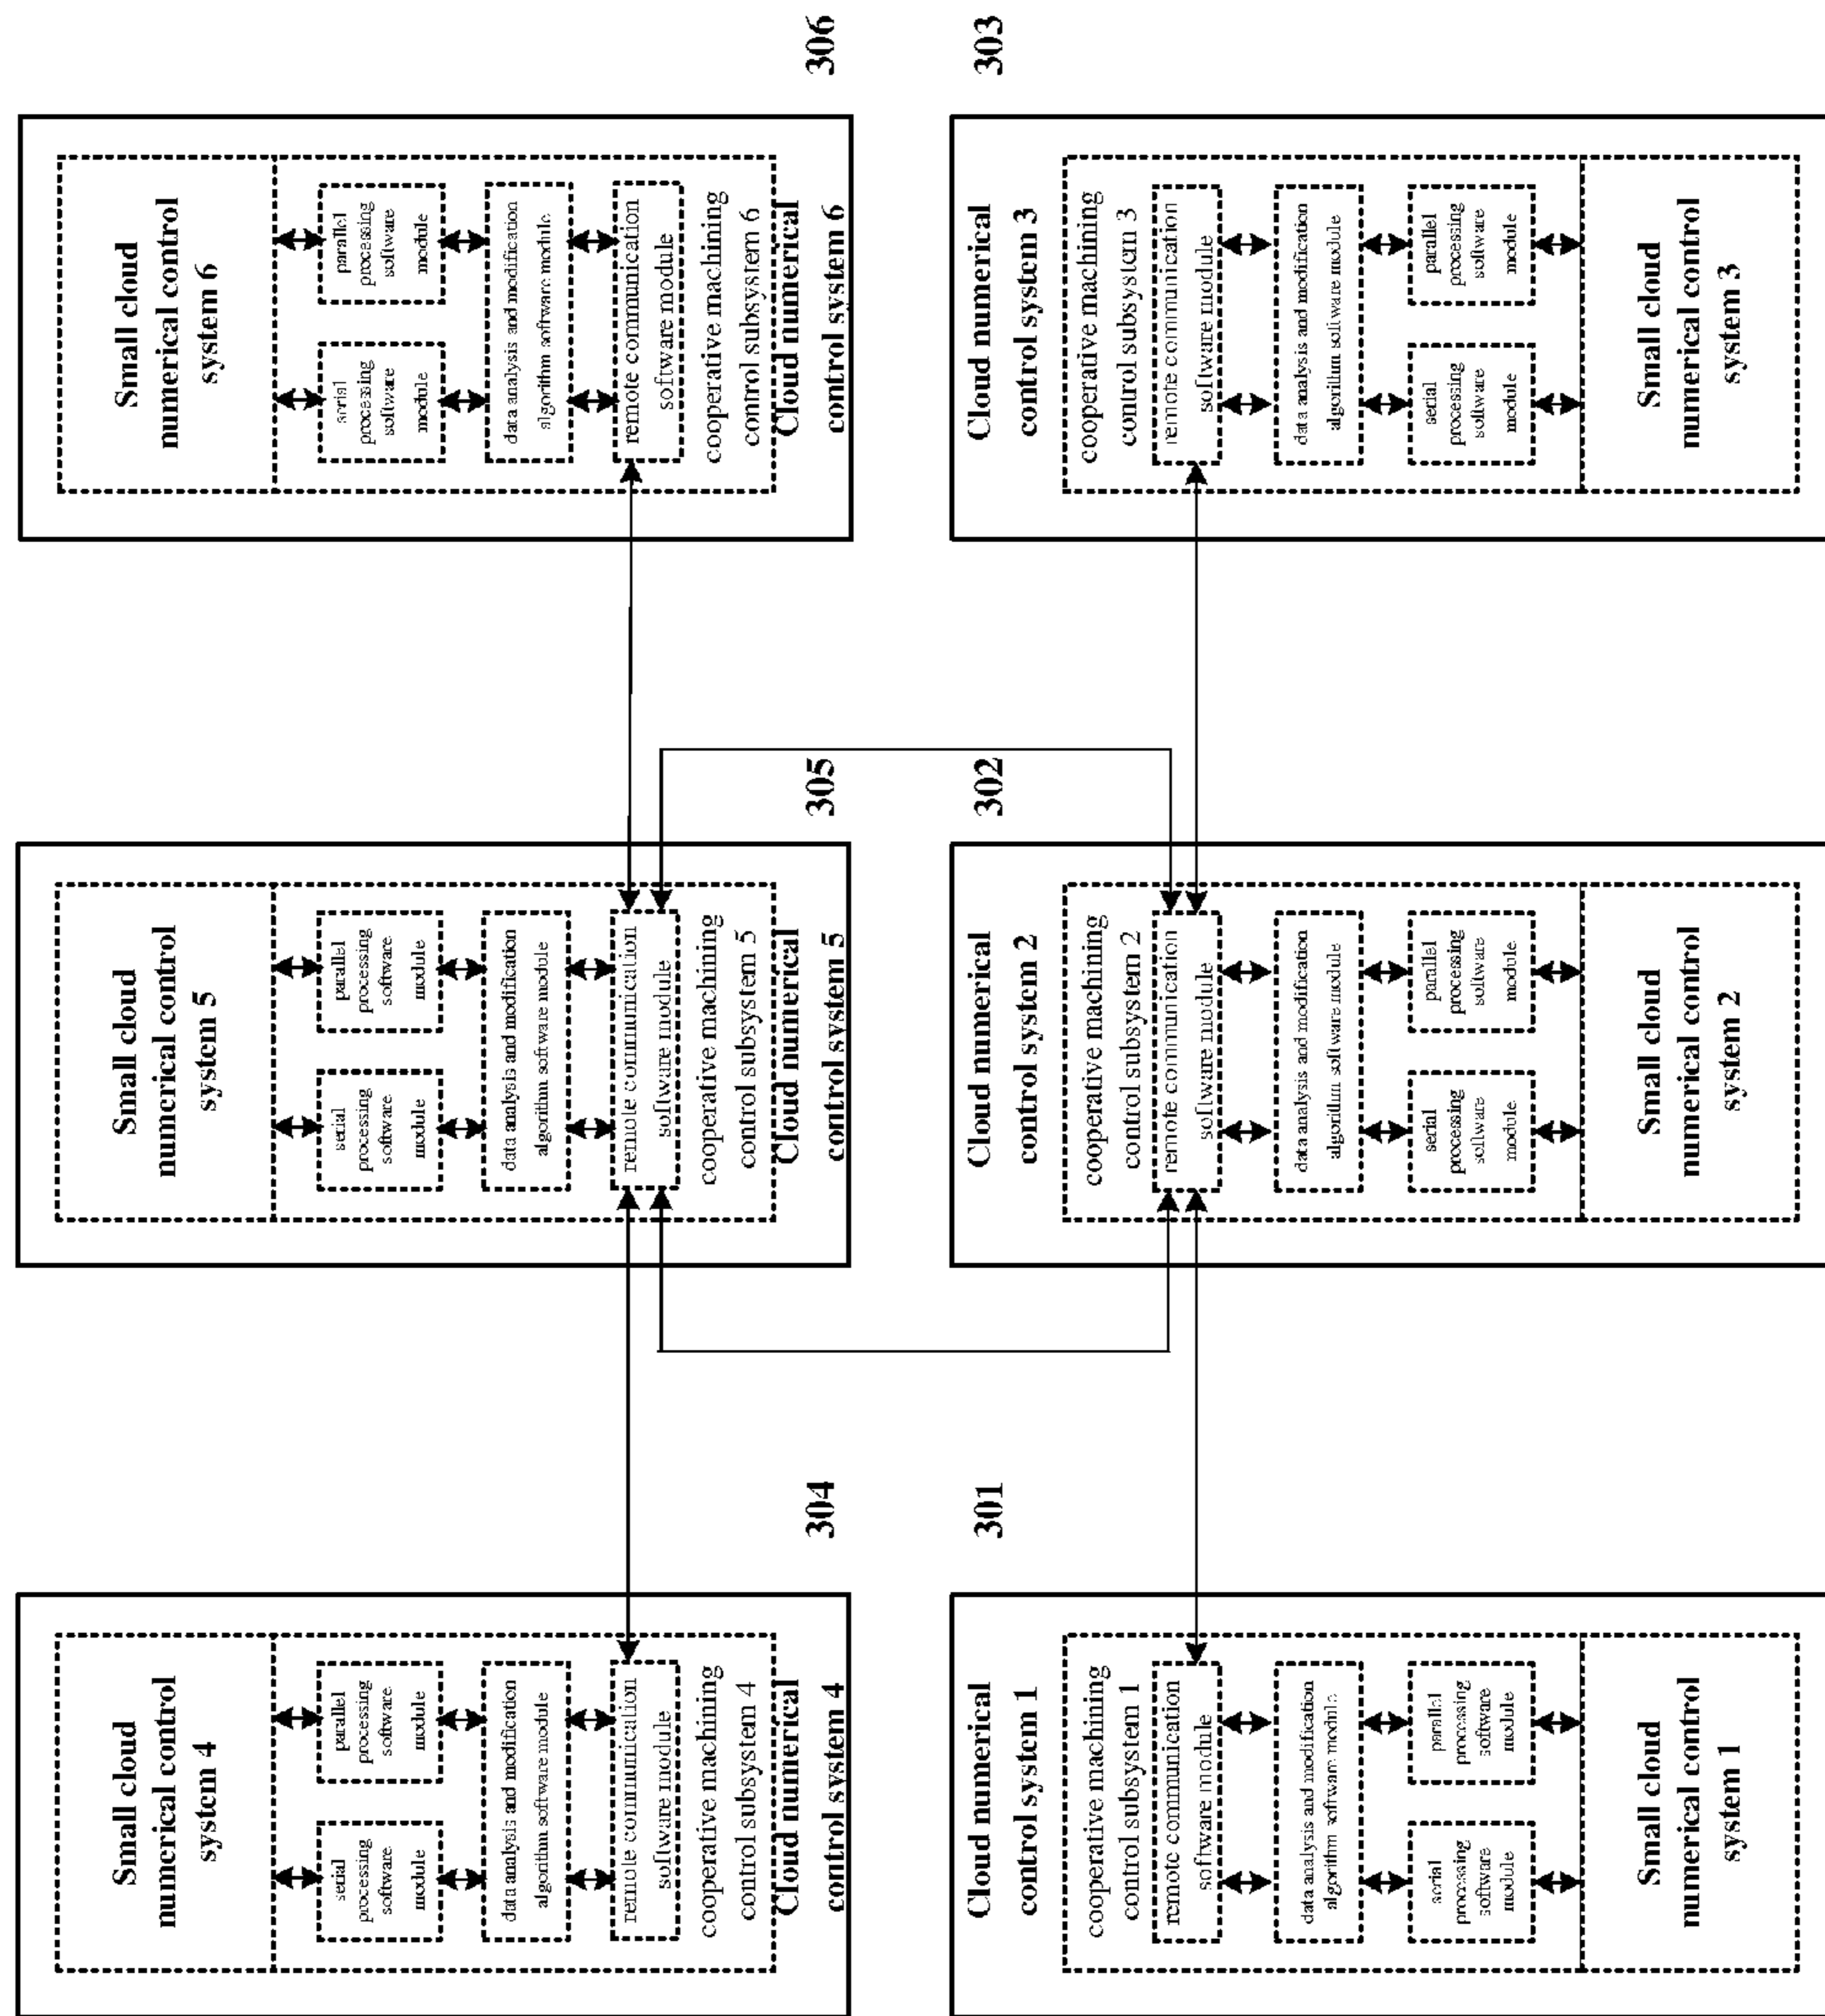 Small cloud
numerical control
system 4
serial
processing
software
module
parallel
processing
software
module
data analysis and modification
algorithm software module
remote communication
software module
cooperative machining
control subsystem 4
Cloud numerical
control system 4
304
Small cloud
numerical control
system 5
serial
processing
software
module
parallel
processing
software
module
data analysis and modification
algorithm software module
remote communication
software module
cooperative machining
control subsystem 5
Cloud numerical
control system 5
305
Small cloud
numerical control
system 6
serial
processing
software
module
parallel
processing
software
module
data analysis and modification
algorithm software module
remote communication
software module
cooperative machining
control subsystem 6
Cloud numerical
control system 6
306
301
Cloud numerical
control system 1
cooperative machining
control subsystem 1
remote communication
software module
data analysis and modification
algorithm software module
serial
processing
software
module
parallel
processing
software
module
Small cloud
numerical control
system 1
302
Cloud numerical
control system 2
cooperative machining
control subsystem 2
remote communication
software module
data analysis and modification
algorithm software module
serial
processing
software
module
parallel
processing
software
module
Small cloud
numerical control
system 2
303
Cloud numerical
control system 3
cooperative machining
control subsystem 3
remote communication
software module
data analysis and modification
algorithm software module
serial
processing
software
module
parallel
processing
software
module
Small cloud
numerical control
system 3